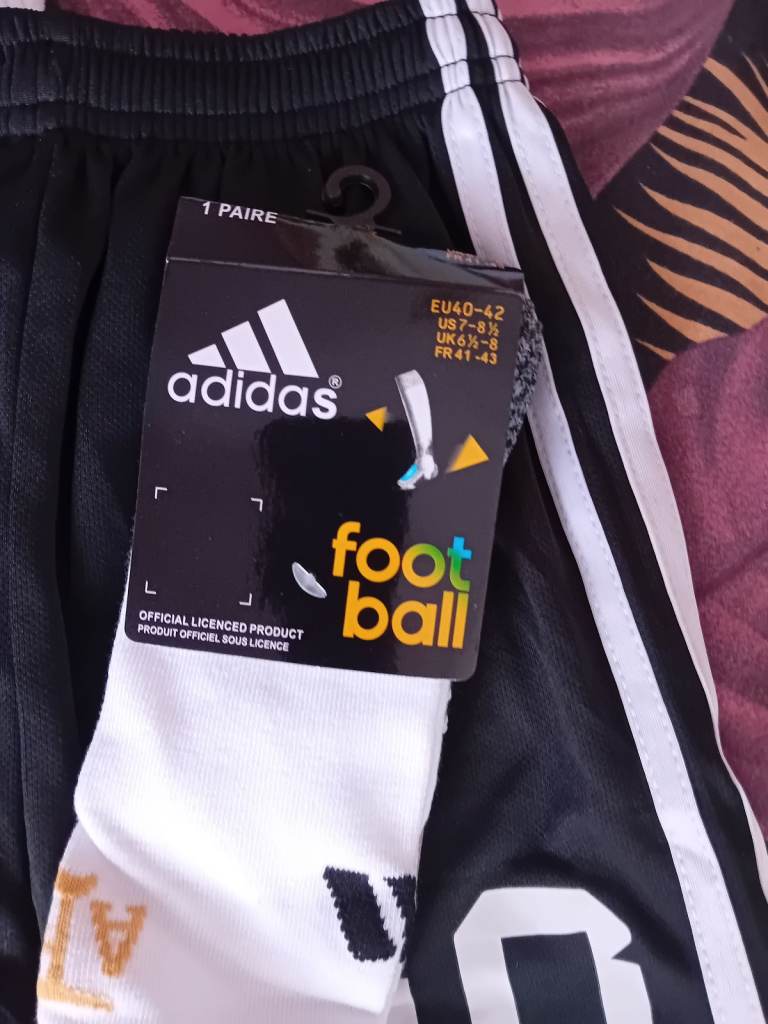 1 PAIRE
adidas®
EU40-42
US7-8½
UK6½-8
FR41-43
foot
ball
OFFICIAL LICENCED PRODUCT
PRODUIT OFFICIEL SOUS LICENCE